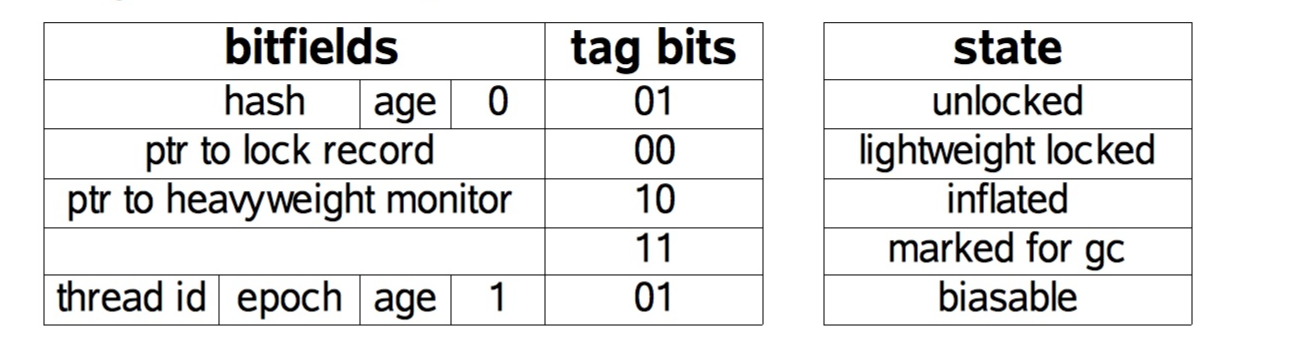 bitfields tag bits state
hash age 0 01 unlocked
ptr to lock record 00 lightweight locked
ptr to heavyweight monitor 10 inflated
11 marked for gc
thread id epoch age 1 01 biasable